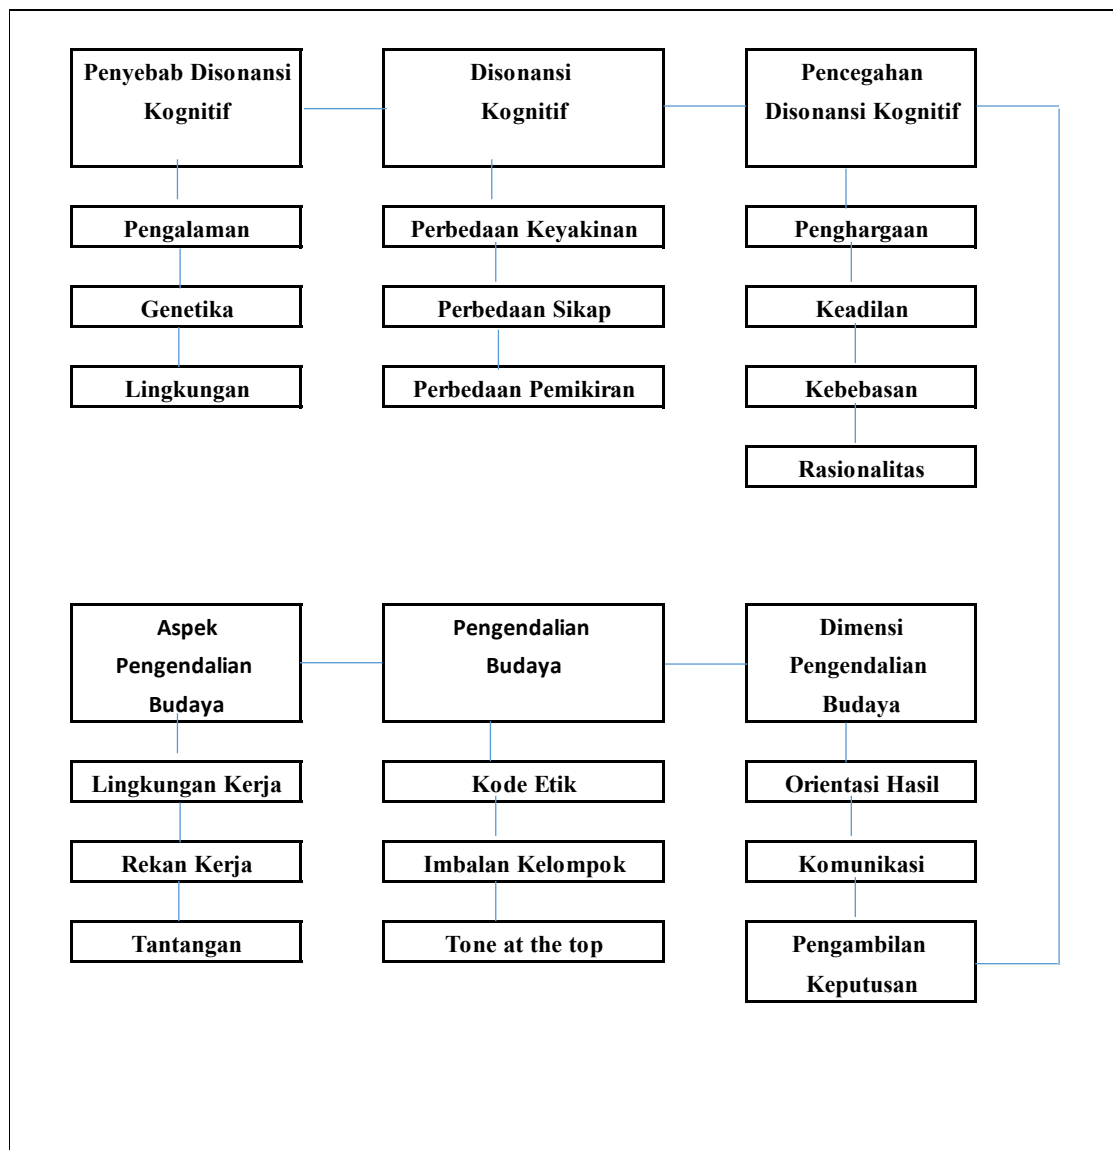 Penyebab Disonansi
Kognitif
Disonansi
Kognitif
Pencegahan
Disonansi Kognitif
Pengalaman
Perbedaan Keyakinan
Penghargaan
Genetika
Perbedaan Sikap
Keadilan
Lingkungan
Perbedaan Pemikiran
Kebebasan
Rasionalitas
Aspek
Pengendalian
Budaya
Pengendalian
Budaya
Dimensi
Pengendalian
Budaya
Lingkungan Kerja
Kode Etik
Orientasi Hasil
Rekan Kerja
Imbalan Kelompok
Komunikasi
Tantangan
Tone at the top
Pengambilan
Keputusan